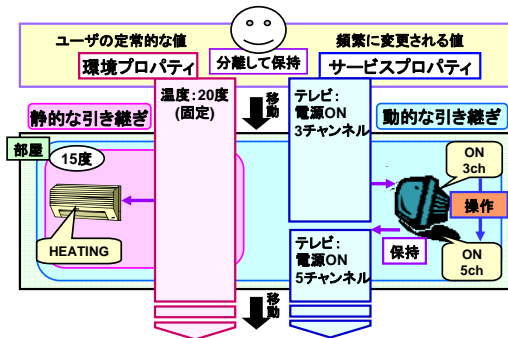 ユーザの定常的な値
頻繁に変更される値
分離して保持
環境プロパティ
サービスプロパティ
温度:20度
(固定)
移動
テレビ:
電源ON
3チャンネル
静的な引き継ぎ
動的な引き継ぎ
部屋
15度
HEATING
ON
3ch
操作
ON
5ch
保持
テレビ:
電源ON
5チャンネル
移動